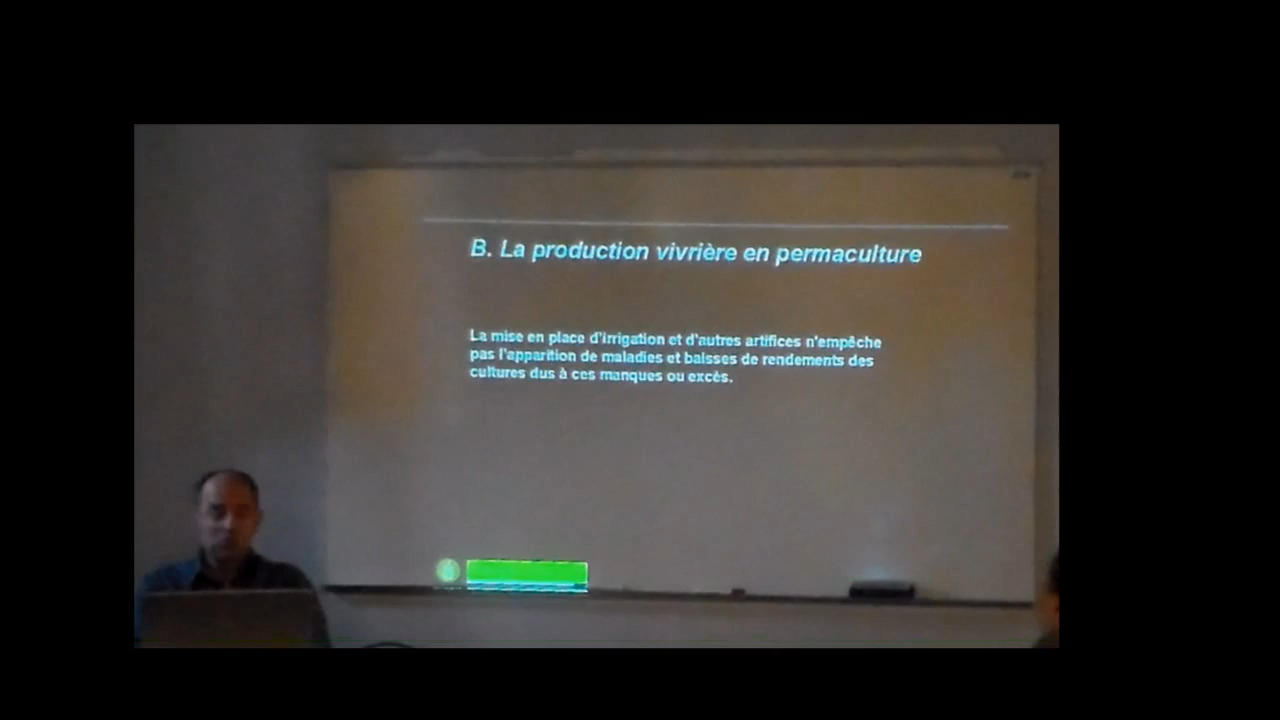 B. La production vivrière en permaculture
La mise en place d'irrigation et d'autres artifices n'empêche
pas l'apparition de maladies et baisses de rendements des
cultures dus à ces manques ou excès.